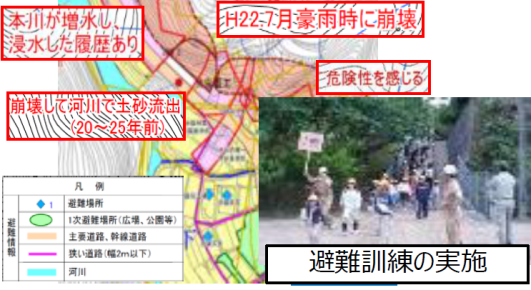 本川が増水し
浸水した履歴あり
H22 7月豪雨時に崩壊
危険性を感じる
崩壊して河川で土砂流出
(20～25年前)
凡 例
避難情報
1 避難場所
1次避難場所(広場、公園等)
主要道路、幹線道路
狭い道路(幅2m以下)
河川
避難訓練の実施